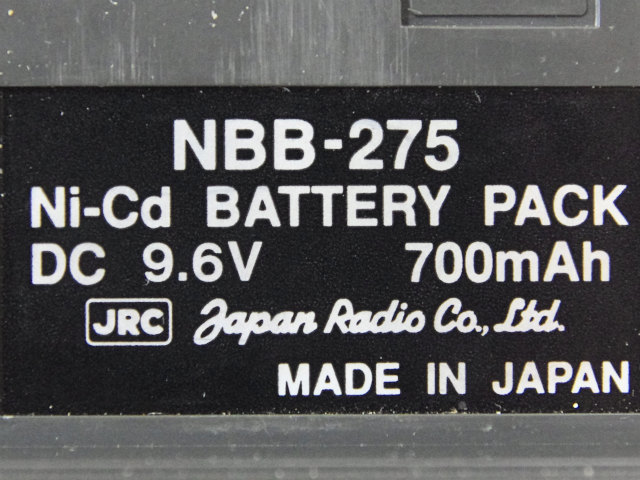 NBB-275
Ni-Cd BATTERY PACK
DC 9.6V 700mAh
JRC Japan Radio Co., Ltd.
MADE IN JAPAN